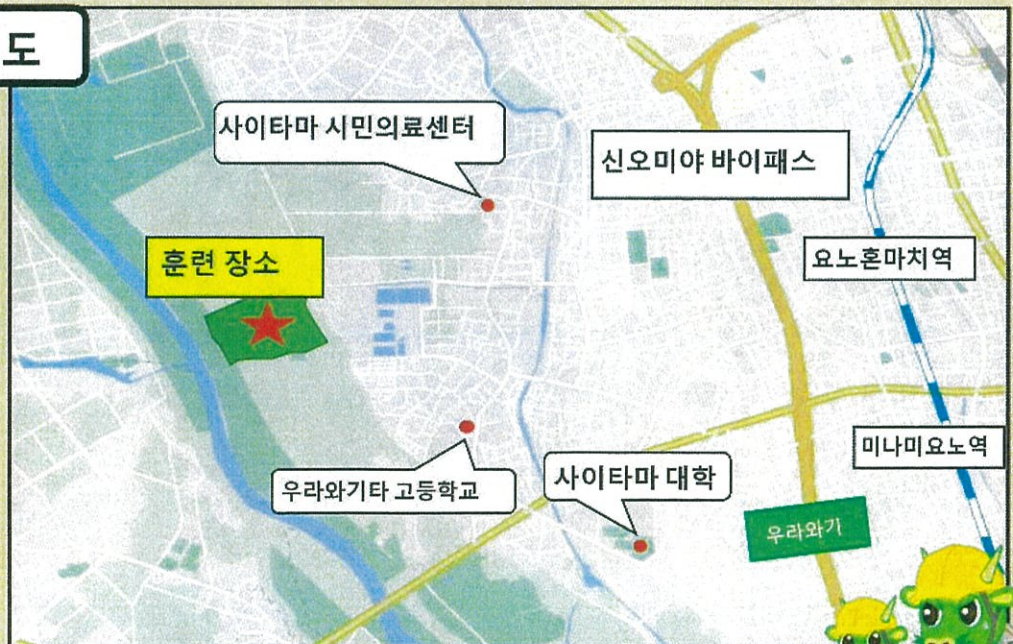 도
사이타마 시민의료센터
신오미야 바이패스
훈련 장소
요노혼마치역
미나미요노역
우라와기타 고등학교
사이타마 대학
우라와기